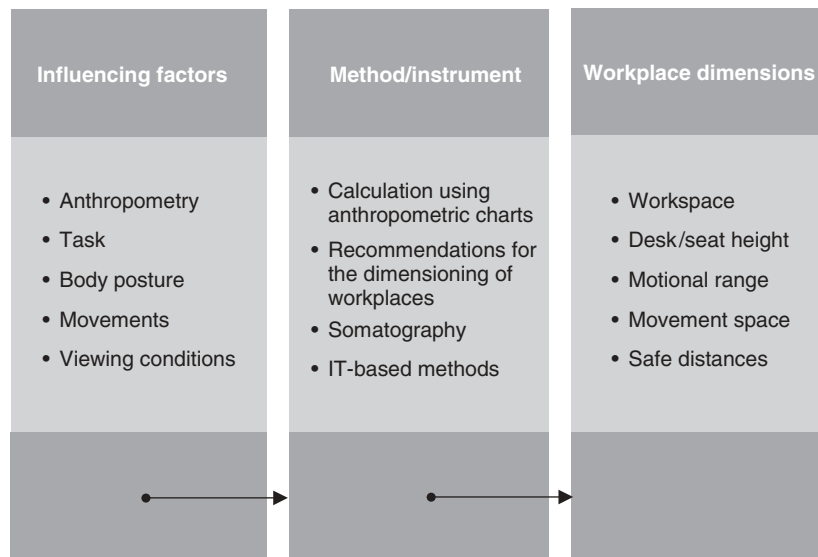 Influencing factors
• Anthropometry
• Task
• Body posture
• Movements
• Viewing conditions
Method/instrument
• Calculation using
anthropometric charts
• Recommendations for
the dimensioning of
workplaces
• Somatography
• IT-based methods
Workplace dimensions
• Workspace
• Desk/seat height
• Motional range
• Movement space
• Safe distances